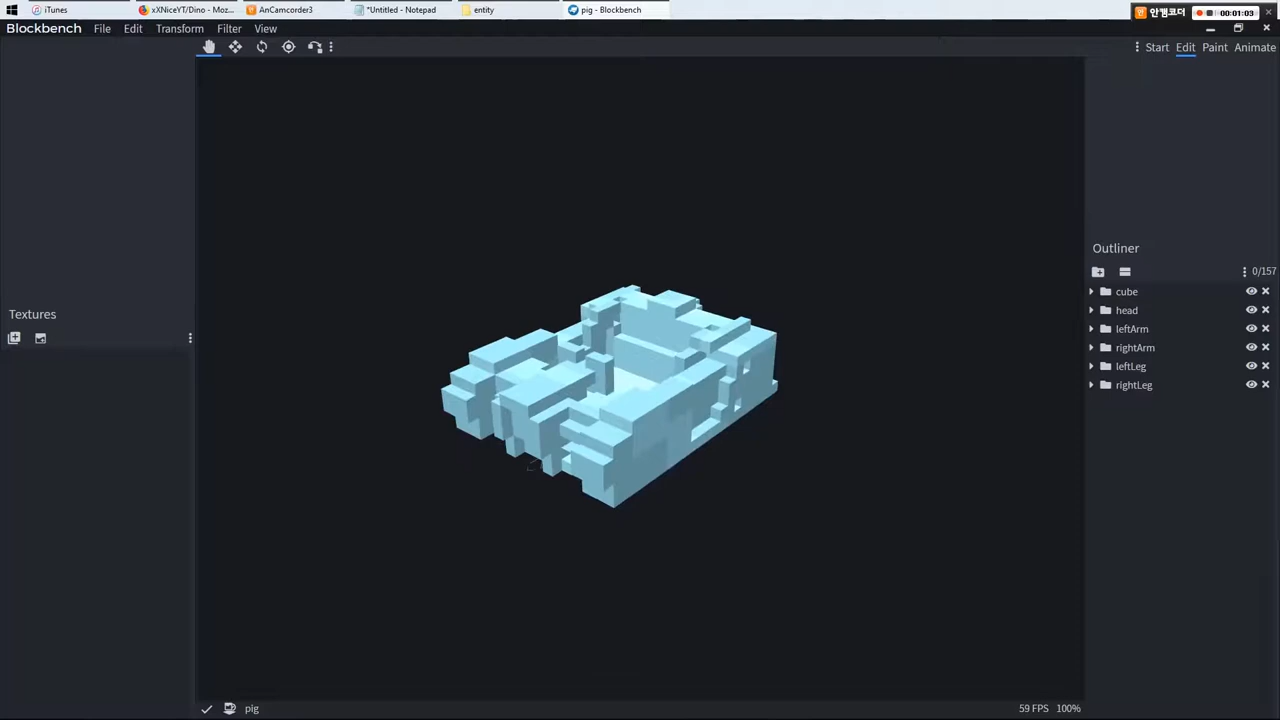 iTunes
xXNiceYT/Dino - Moz...
AnCamcorder3
*Untitled - Notepad
entity
pig - Blockbench
안캠코더
00:01:03
Blockbench
File
Edit
Transform
Filter
View
Start
Edit
Paint
Animate
Outliner
0/157
cube
head
leftArm
rightArm
leftLeg
rightLeg
Textures
pig
59 FPS
100%